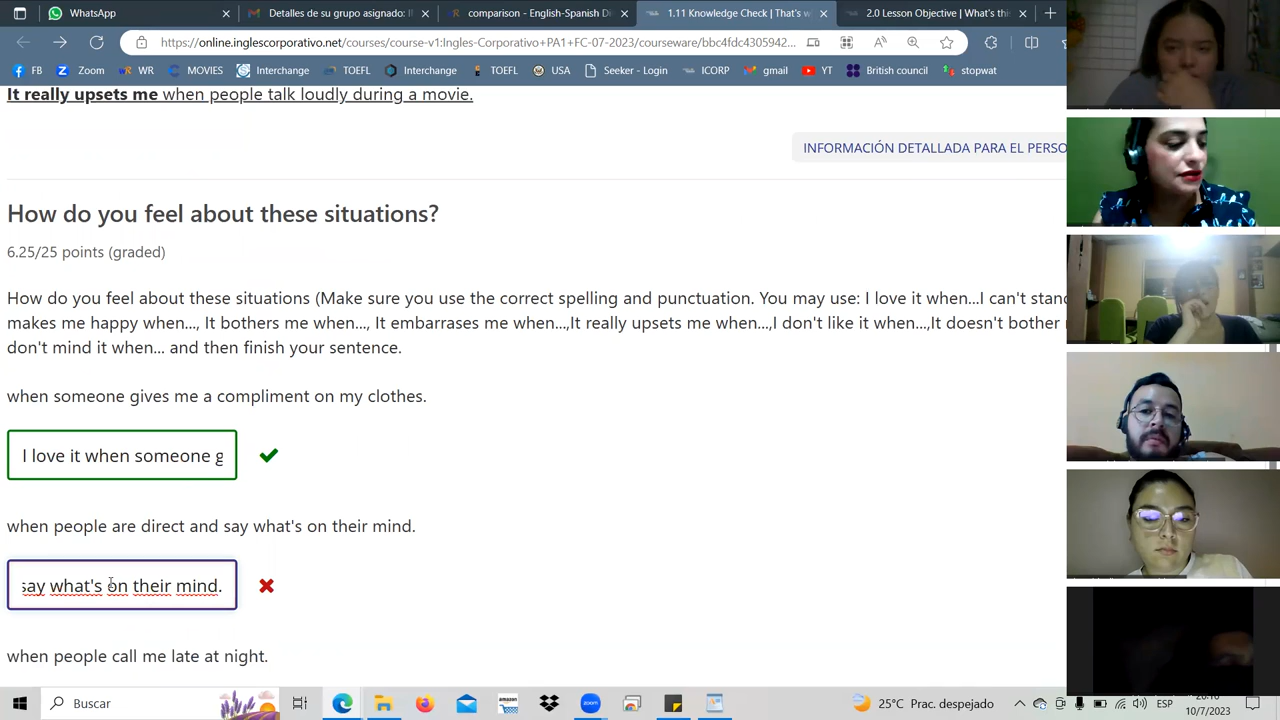 WhatsApp
Detalles de su grupo asignado: I
comparison - English-Spanish Di
1.11 Knowledge Check | That's w
2.0 Lesson Objective | What's thi
https://online.inglescorporativo.net/courses/course-v1:Ingles-Corporativo+PA1+FC-07-2023/courseware/bbc4fdc4305942...
FB Zoom WR MOVIES Interchange TOEFL Interchange TOEFL USA Seeker - Login ICORP gmail YT British council stopwat
It really upsets me when people talk loudly during a movie.
INFORMACIÓN DETALLADA PARA EL PERSO
How do you feel about these situations?
6.25/25 points (graded)
How do you feel about these situations (Make sure you use the correct spelling and punctuation. You may use: I love it when...I can't stand
makes me happy when..., It bothers me when..., It embarrases me when...,It really upsets me when...,I don't like it when...,It doesn't bother
don't mind it when... and then finish your sentence.
when someone gives me a compliment on my clothes.
I love it when someone g
when people are direct and say what's on their mind.
say what's on their mind.
when people call me late at night.
Buscar
amazon
zoom
25°C Prac. despejado
ESP
10/7/2023